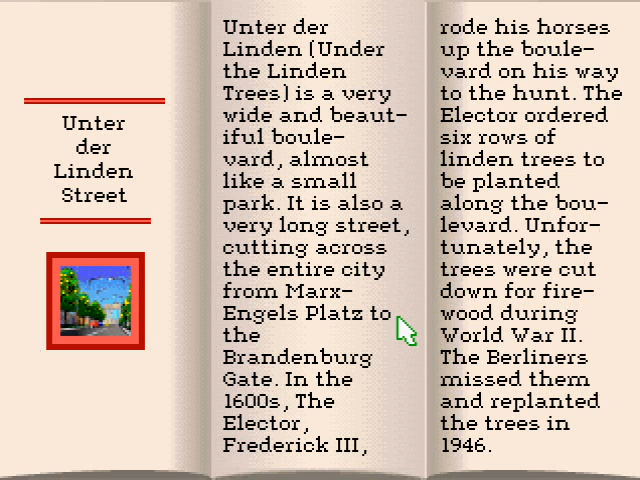 Unter
der
Linden
Street
Unter der
Linden (Under
the Linden
Trees) is a very
wide and beaut-
iful boule-
vard, almost
like a small
park. It is also a
very long street,
cutting across
the entire city
from Marx-
Engels Platz to
the
Brandenburg
Gate. In the
1600s, The
Elector,
Frederick III,
rode his horses
up the boule-
vard on his way
to the hunt. The
Elector ordered
six rows of
linden trees to
be planted
along the bou-
levard. Unfor-
tunately, the
trees were cut
down for fire-
wood during
World War II.
The Berliners
missed them
and replanted
the trees in
1946.